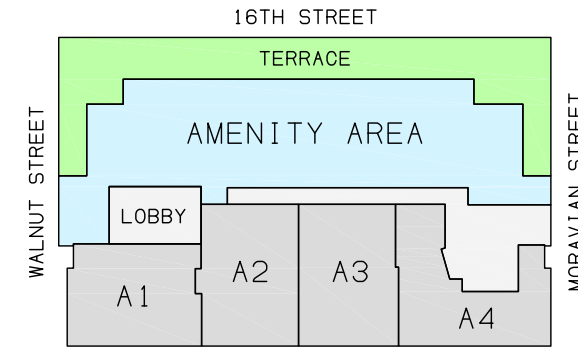 16TH STREET
TERRACE
WALNUT STREET
AMENITY AREA
MORAVIAN STREET
LOBBY
A1
A2
A3
A4